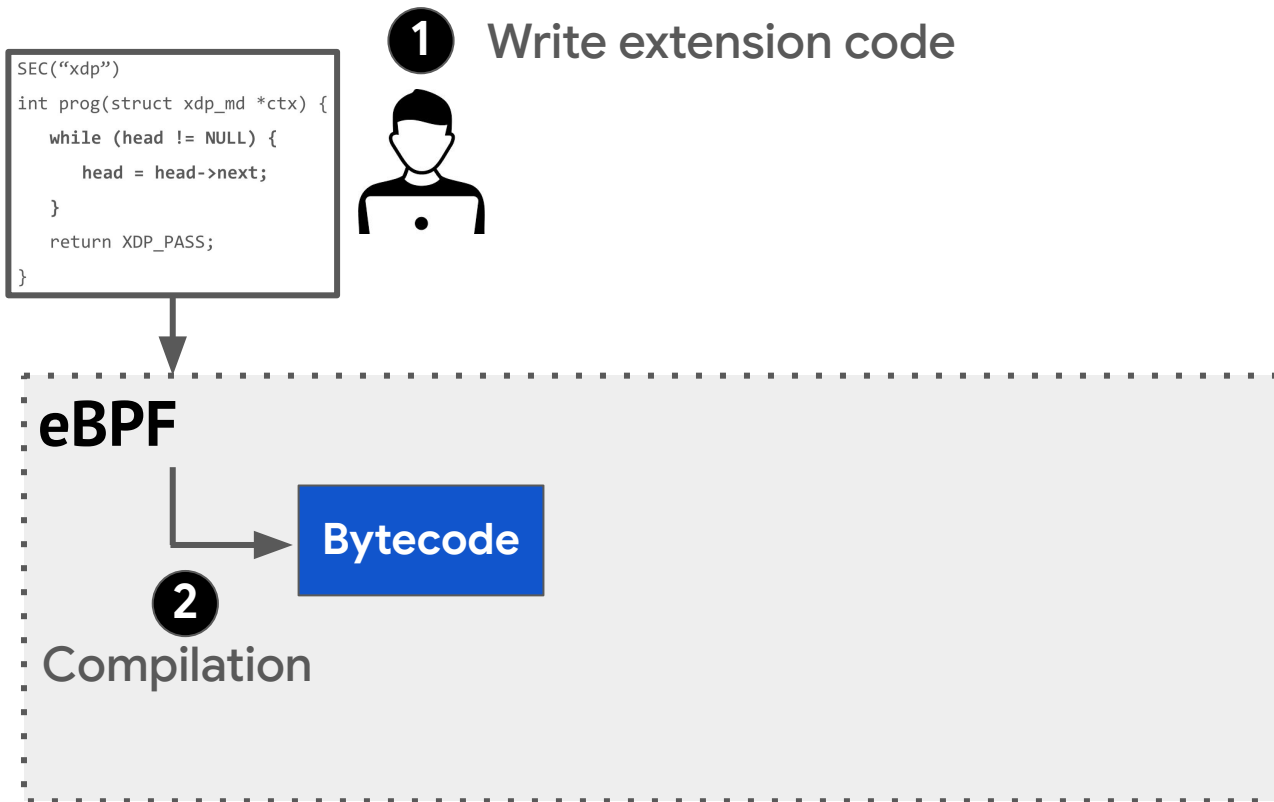 1 Write extension code
SEC(“xdp”)
int prog(struct xdp_md *ctx) {
while (head != NULL) {
head = head->next;
}
return XDP_PASS;
}
eBPF
Bytecode
2
Compilation